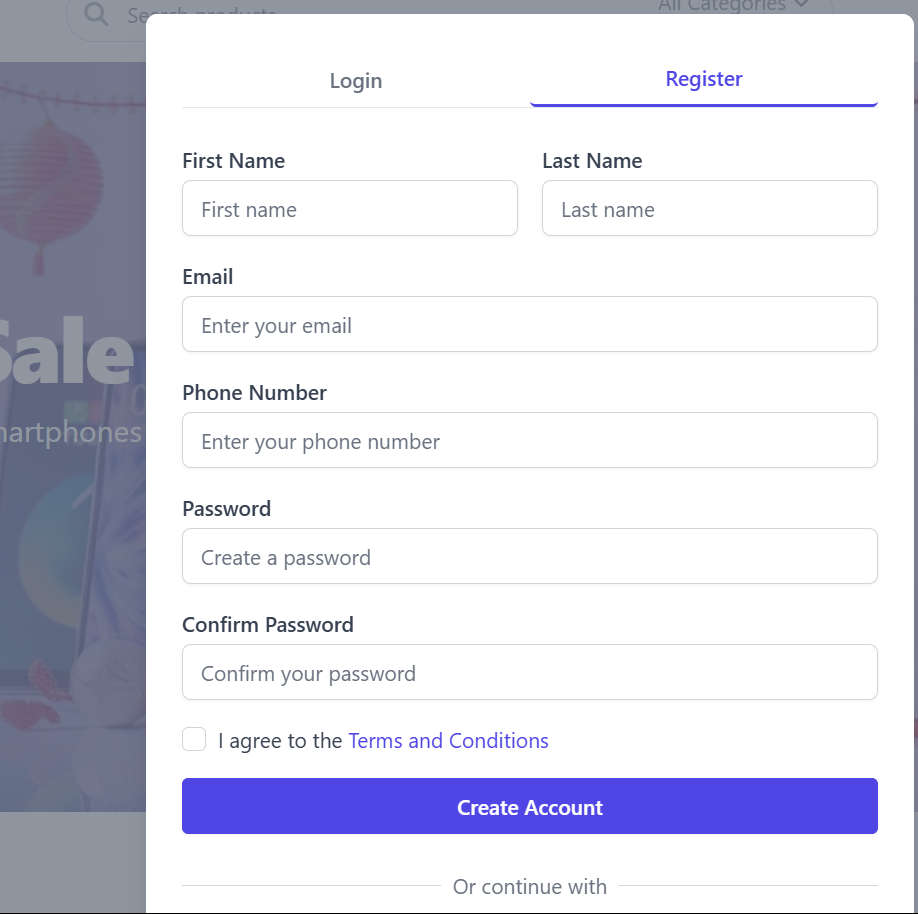 Search products
All Categories
Login
Register
First Name
Last Name
First name
Last name
Email
Enter your email
Sale
Phone Number
martphones
Enter your phone number
Password
Create a password
Confirm Password
Confirm your password
I agree to the Terms and Conditions
Create Account
Or continue with